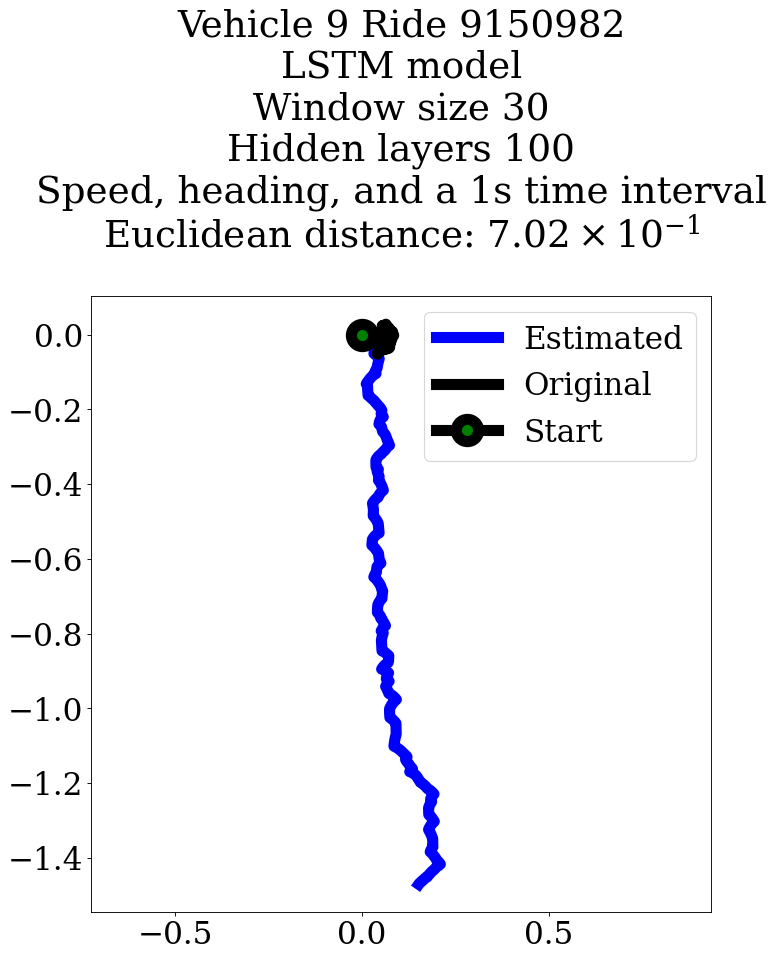 Vehicle 9 Ride 9150982
LSTM model
Window size 30
Hidden layers 100
Speed, heading, and a 1s time interval
Euclidean distance: 7.02 × 10⁻¹
Estimated
Original
Start
0.0
−0.2
−0.4
−0.6
−0.8
−1.0
−1.2
−1.4
−0.5 0.0 0.5